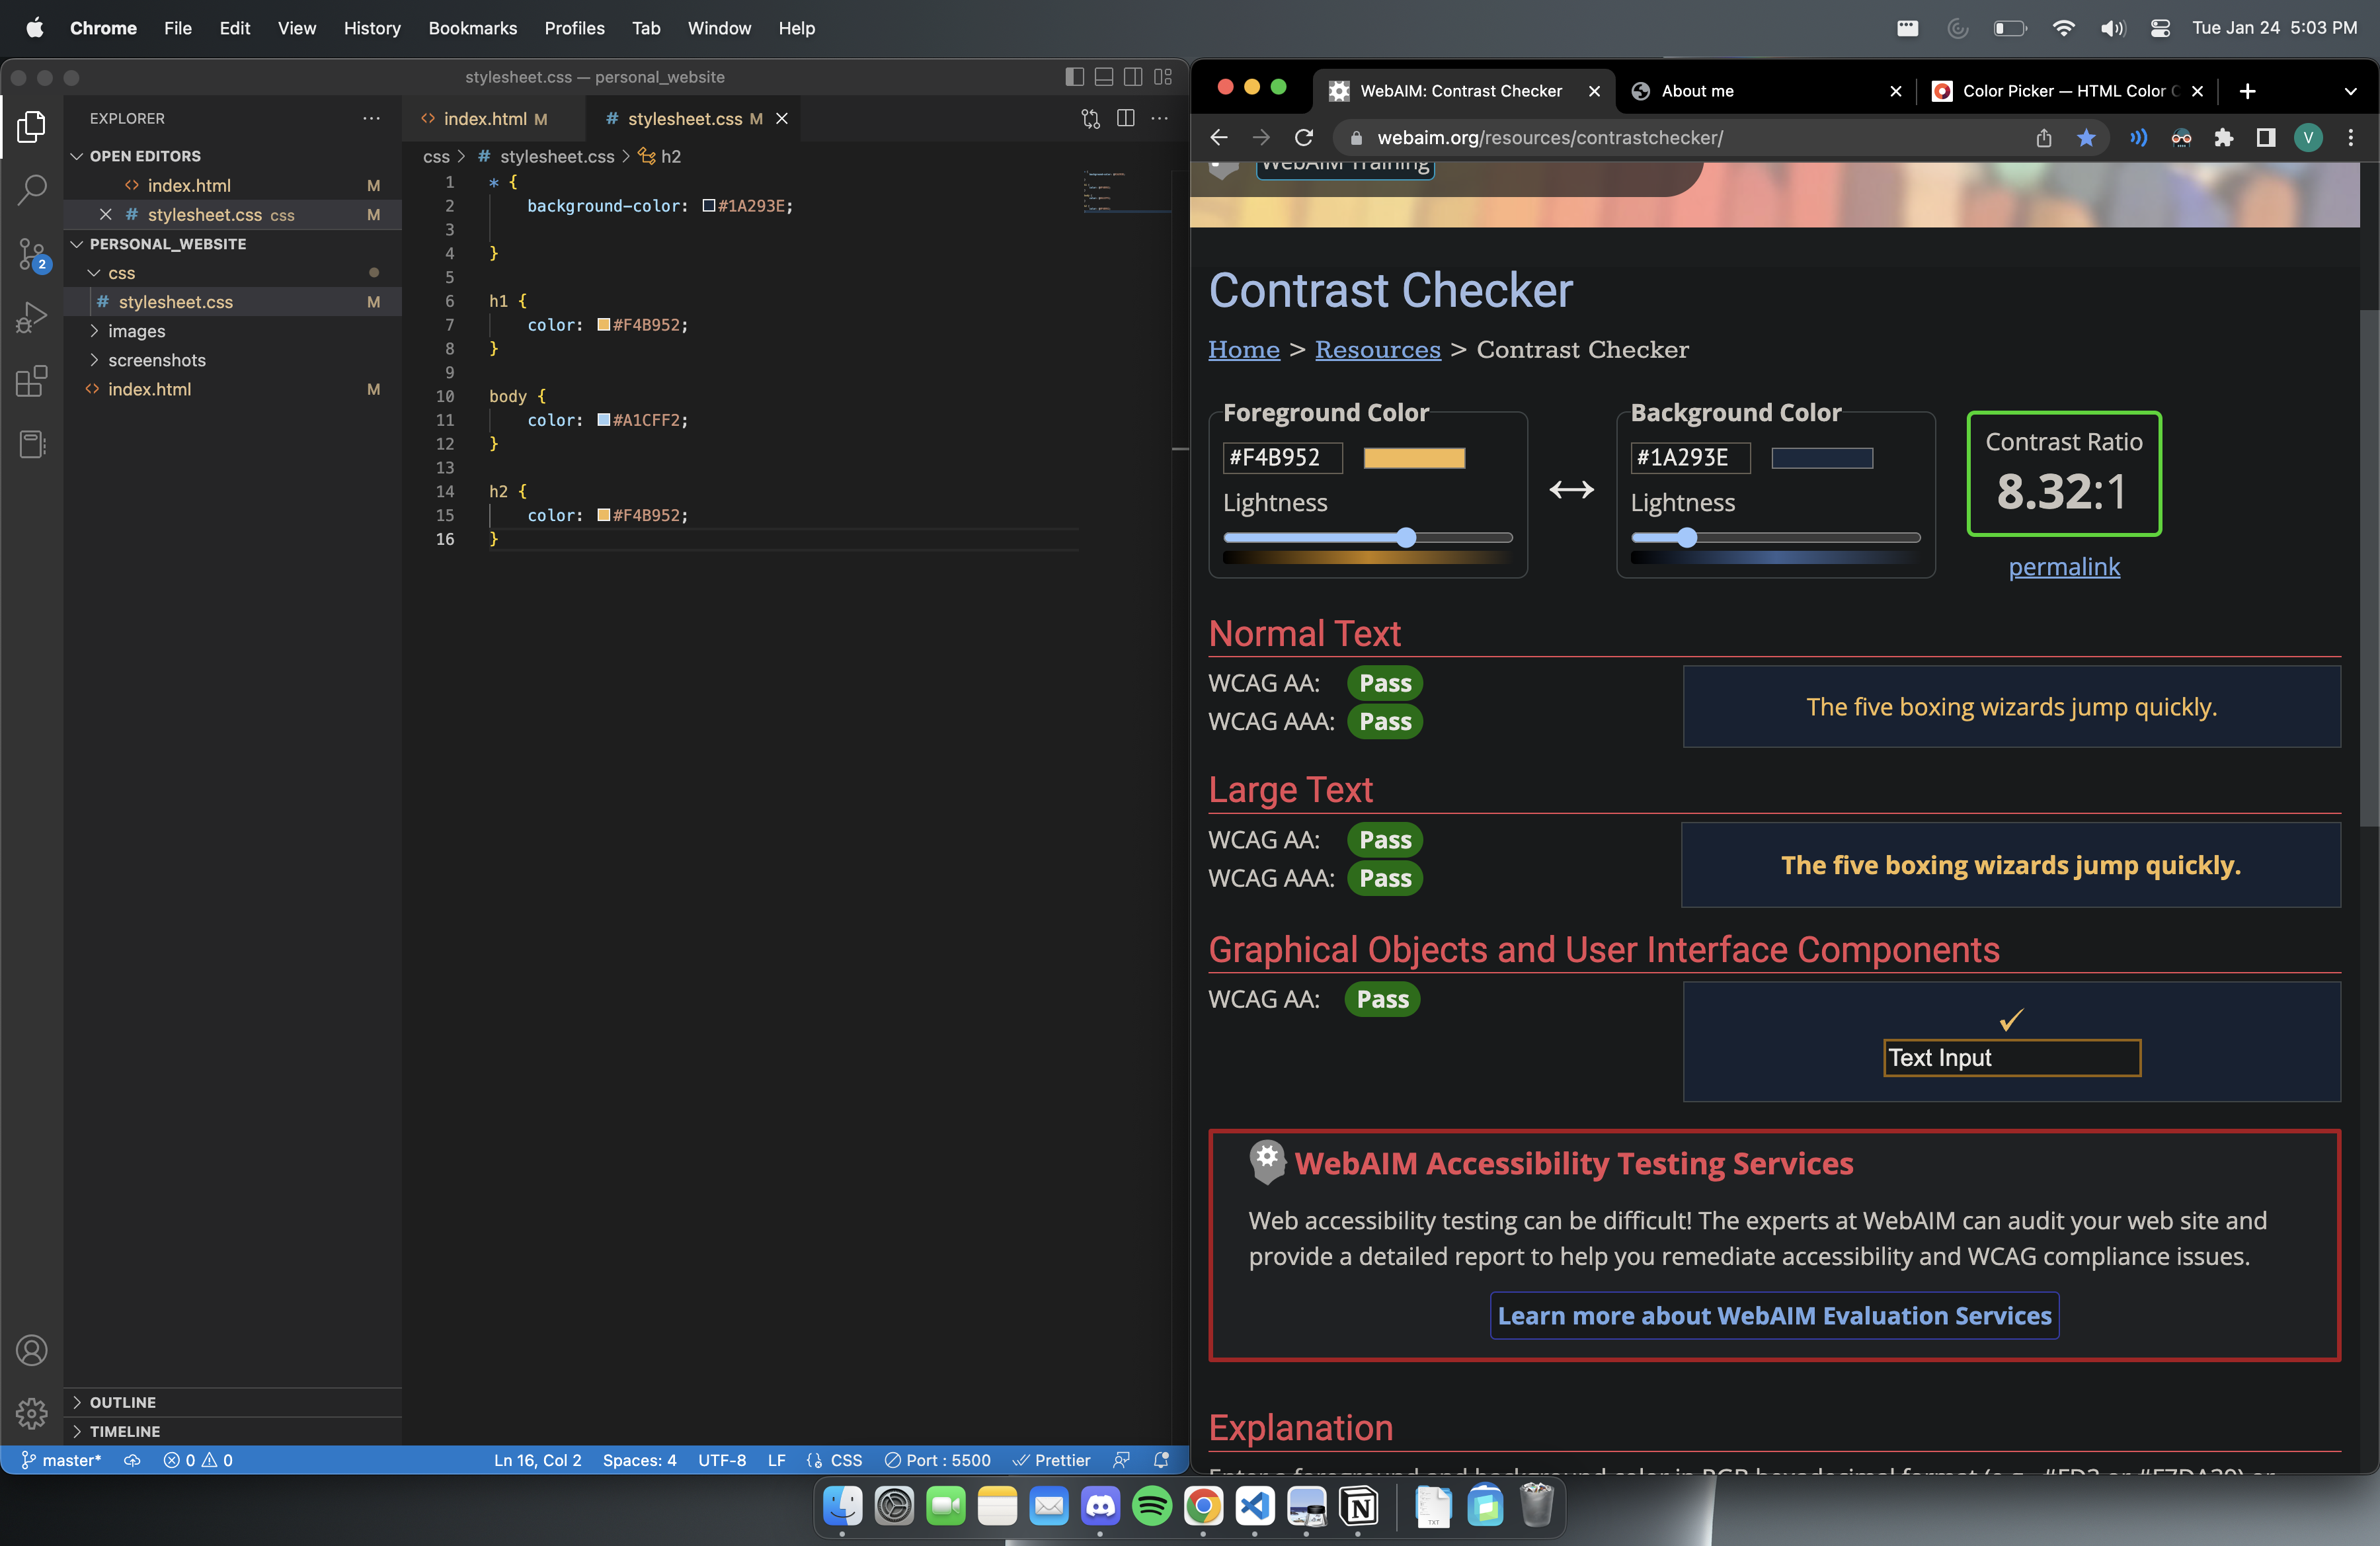 Chrome File Edit View History Bookmarks Profiles Tab Window Help
Tue Jan 24 5:03 PM
stylesheet.css — personal_website
EXPLORER
OPEN EDITORS
index.html M
stylesheet.css css M
PERSONAL_WEBSITE
css
stylesheet.css M
images
screenshots
index.html M
2
OUTLINE
TIMELINE
index.html M
stylesheet.css M
css > # stylesheet.css > h2
1 * {
2 background-color: #1A293E;
3
4 }
5
6 h1 {
7 color: #F4B952;
8 }
9
10 body {
11 color: #A1CFF2;
12 }
13
14 h2 {
15 color: #F4B952;
16 }
master* 0 0 Ln 16, Col 2 Spaces: 4 UTF-8 LF CSS Port : 5500 Prettier
WebAIM: Contrast Checker
About me
Color Picker — HTML Color
webaim.org/resources/contrastchecker/
V
WebAIM Training
Contrast Checker
Home > Resources > Contrast Checker
Foreground Color
#F4B952
Lightness
Background Color
#1A293E
Lightness
Contrast Ratio
8.32:1
permalink
Normal Text
WCAG AA: Pass
WCAG AAA: Pass
The five boxing wizards jump quickly.
Large Text
WCAG AA: Pass
WCAG AAA: Pass
The five boxing wizards jump quickly.
Graphical Objects and User Interface Components
WCAG AA: Pass
✓
Text Input
WebAIM Accessibility Testing Services
Web accessibility testing can be difficult! The experts at WebAIM can audit your web site and
provide a detailed report to help you remediate accessibility and WCAG compliance issues.
Learn more about WebAIM Evaluation Services
Explanation
TXT